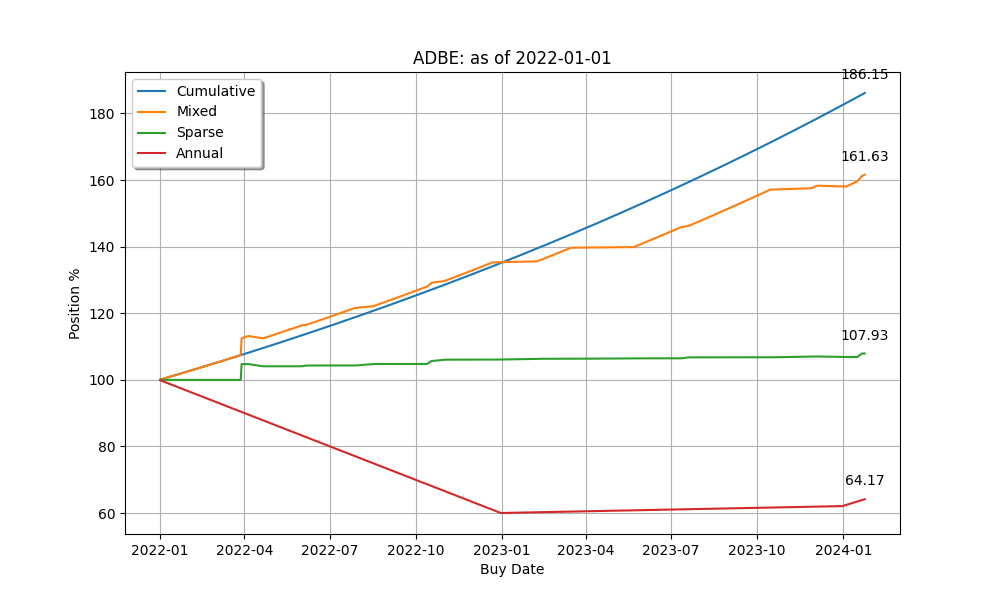 ADBE: as of 2022-01-01
186.15
Cumulative
Mixed
Sparse
Annual
180
161.63
160
140
120
107.93
100
80
64.17
60
Position %
2022-01 2022-04 2022-07 2022-10 2023-01 2023-04 2023-07 2023-10 2024-01
Buy Date